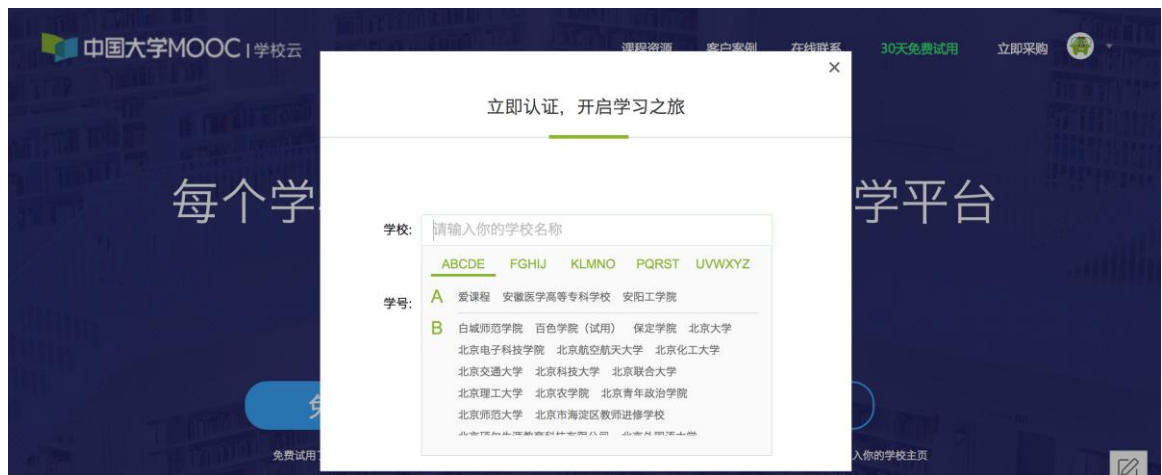 中国大学MOOC | 学校云
课程资源 客户案例 在线联系 30天免费试用 立即采购
×
立即认证，开启学习之旅
每个学 学平台
学校: 请输入你的学校名称
ABCDE FGHIJ KLMNO PQRST UVWXYZ
学号:
A 爱课程 安徽医学高等专科学校 安阳工学院
B 白城师范学院 百色学院（试用） 保定学院 北京大学
北京电子科技学院 北京航空航天大学 北京化工大学
北京交通大学 北京科技大学 北京联合大学
北京理工大学 北京农学院 北京青年政治学院
北京师范大学 北京市海淀区教师进修学校
北京外国语大学
免费试用 入你的学校主页